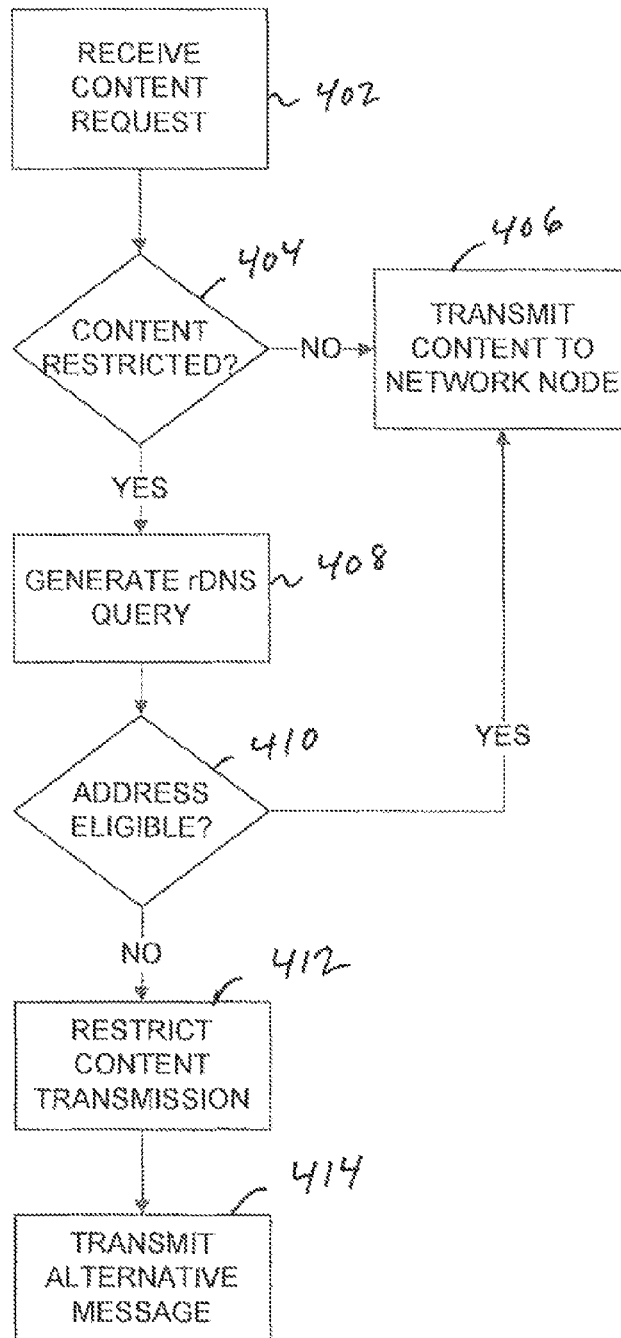 RECEIVE
CONTENT
REQUEST
402
404
406
CONTENT
RESTRICTED?
NO
TRANSMIT
CONTENT TO
NETWORK NODE
YES
GENERATE rDNS
QUERY
408
410
YES
ADDRESS
ELIGIBLE?
NO
412
RESTRICT
CONTENT
TRANSMISSION
414
TRANSMIT
ALTERNATIVE
MESSAGE